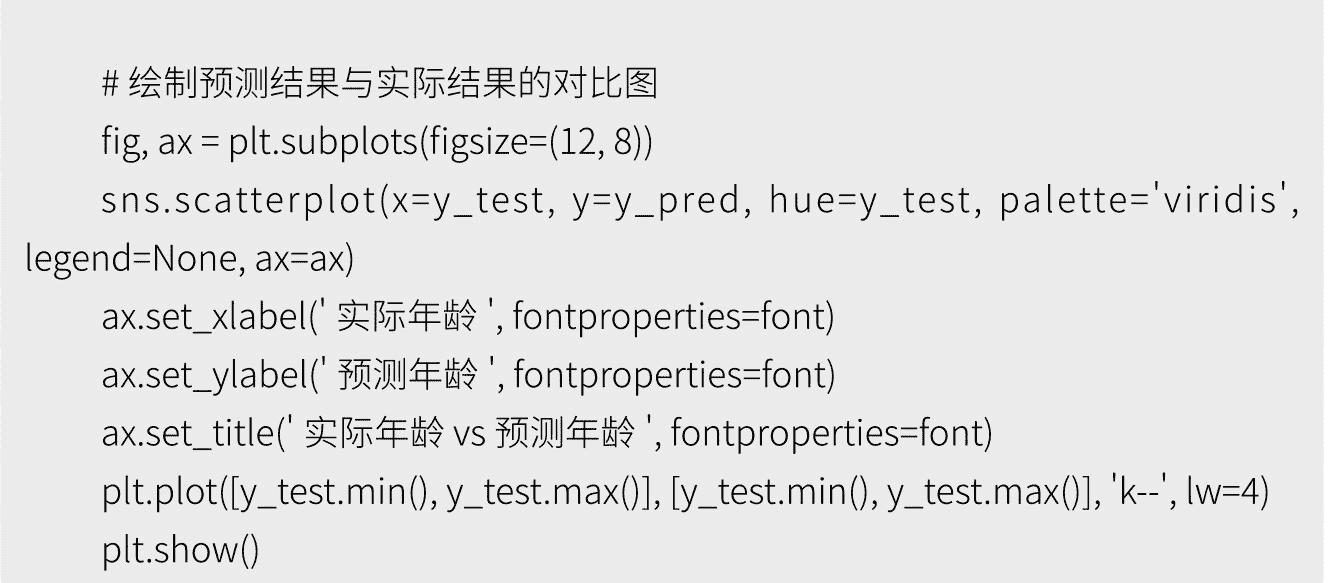 # 绘制预测结果与实际结果的对比图
fig, ax = plt.subplots(figsize=(12, 8))
sns.scatterplot(x=y_test, y=y_pred, hue=y_test, palette='viridis',
legend=None, ax=ax)
ax.set_xlabel(' 实际年龄 ', fontproperties=font)
ax.set_ylabel(' 预测年龄 ', fontproperties=font)
ax.set_title(' 实际年龄 vs 预测年龄 ', fontproperties=font)
plt.plot([y_test.min(), y_test.max()], [y_test.min(), y_test.max()], 'k--', lw=4)
plt.show()